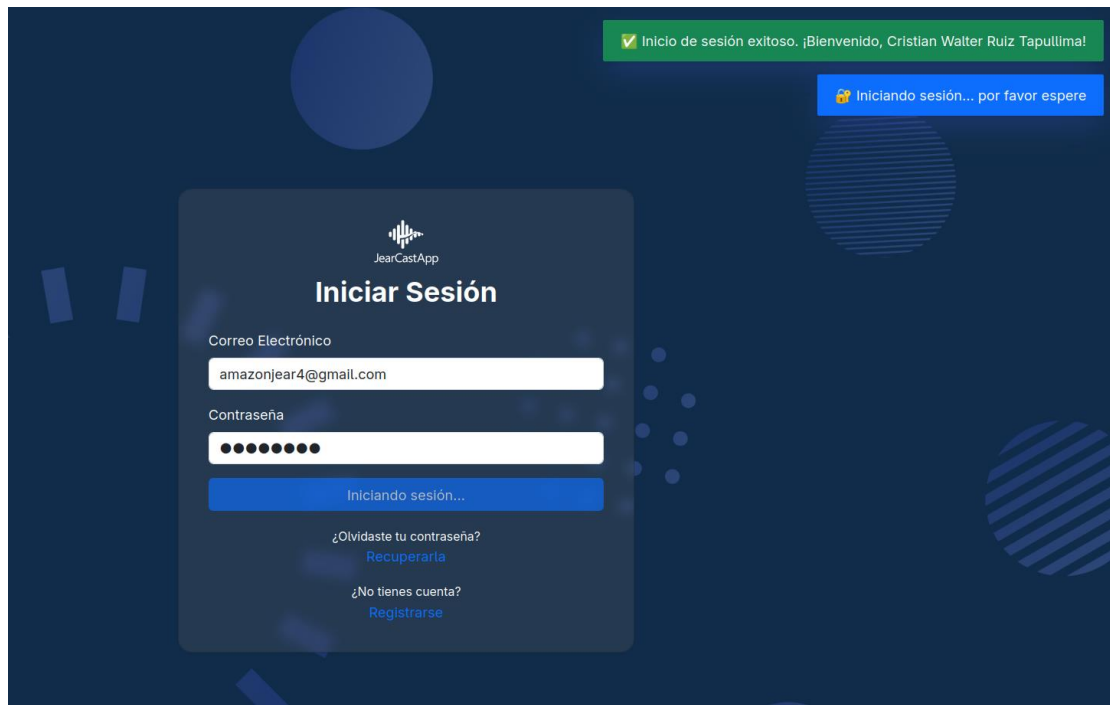 ✅ Inicio de sesión exitoso. ¡Bienvenido, Cristian Walter Ruiz Tapullima!
🔐 Iniciando sesión... por favor espere
JearCastApp
Iniciar Sesión
Correo Electrónico
amazonjear4@gmail.com
Contraseña
●●●●●●●●
Iniciando sesión...
¿Olvidaste tu contraseña?
Recuperarla
¿No tienes cuenta?
Registrarse